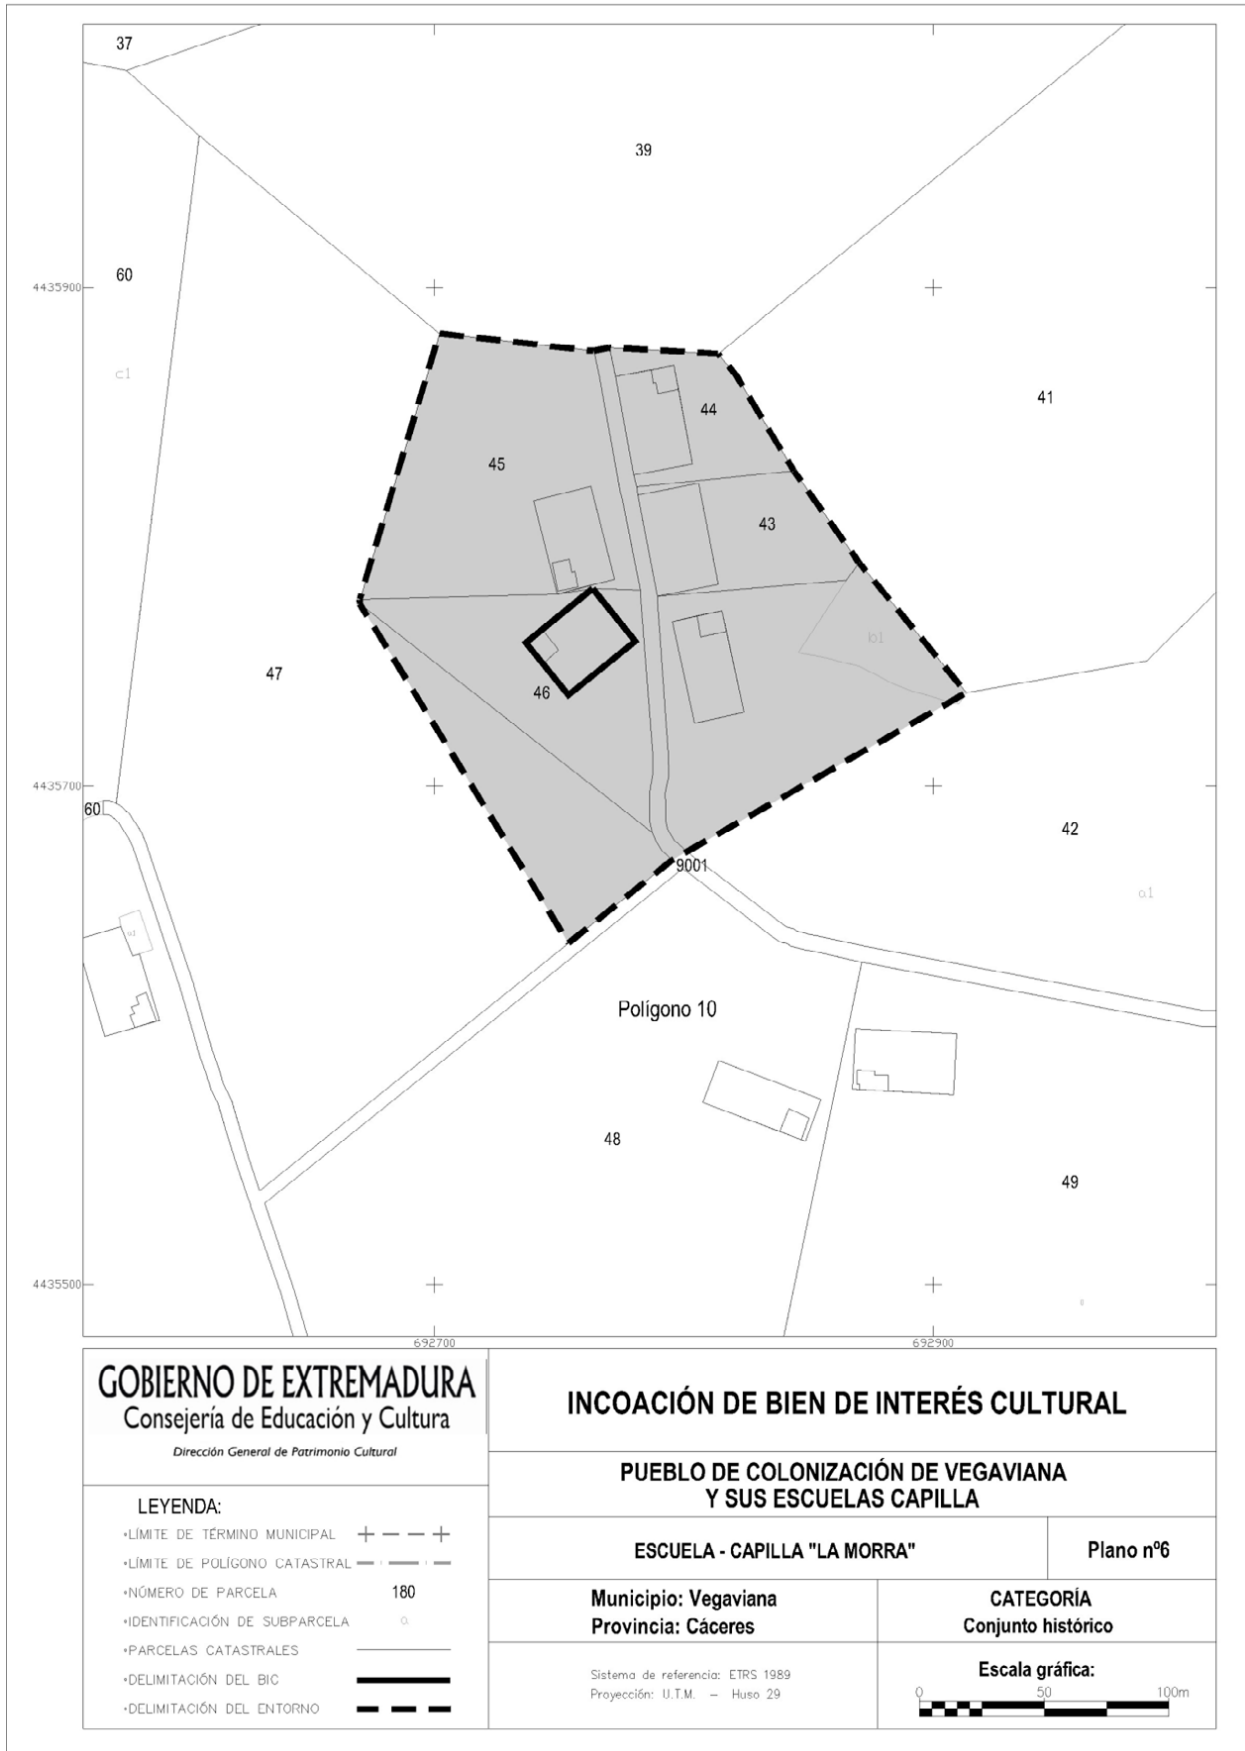 37
39
60
4435900
c1
41
44
45
43
b1
47
46
4435700
60
42
9001
a1
Polígono 10
48
49
4435500
692700
692900
GOBIERNO DE EXTREMADURA
Consejería de Educación y Cultura
Dirección General de Patrimonio Cultural
INCOACIÓN DE BIEN DE INTERÉS CULTURAL
PUEBLO DE COLONIZACIÓN DE VEGAVIANA
Y SUS ESCUELAS CAPILLA
ESCUELA - CAPILLA "LA MORRA"
Plano nº6
LEYENDA:
•LÍMITE DE TÉRMINO MUNICIPAL
•LÍMITE DE POLÍGONO CATASTRAL
•NÚMERO DE PARCELA 180
•IDENTIFICACIÓN DE SUBPARCELA a
•PARCELAS CATASTRALES
•DELIMITACIÓN DEL BIC
•DELIMITACIÓN DEL ENTORNO
Municipio: Vegaviana
Provincia: Cáceres
CATEGORÍA
Conjunto histórico
Sistema de referencia: ETRS 1989
Proyección: U.T.M. – Huso 29
Escala gráfica:
0 50 100m